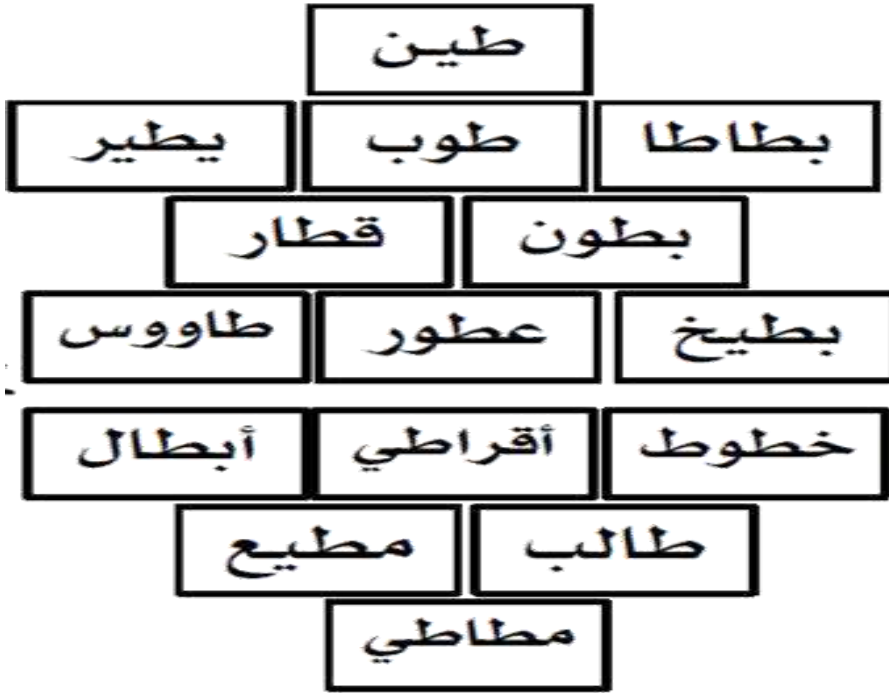 طين
بطاطا طوب يطير
بطون قطار
بطيخ عطور طاووس
خطوط أقراطي أبطال
طالب مطيع
مطاطي